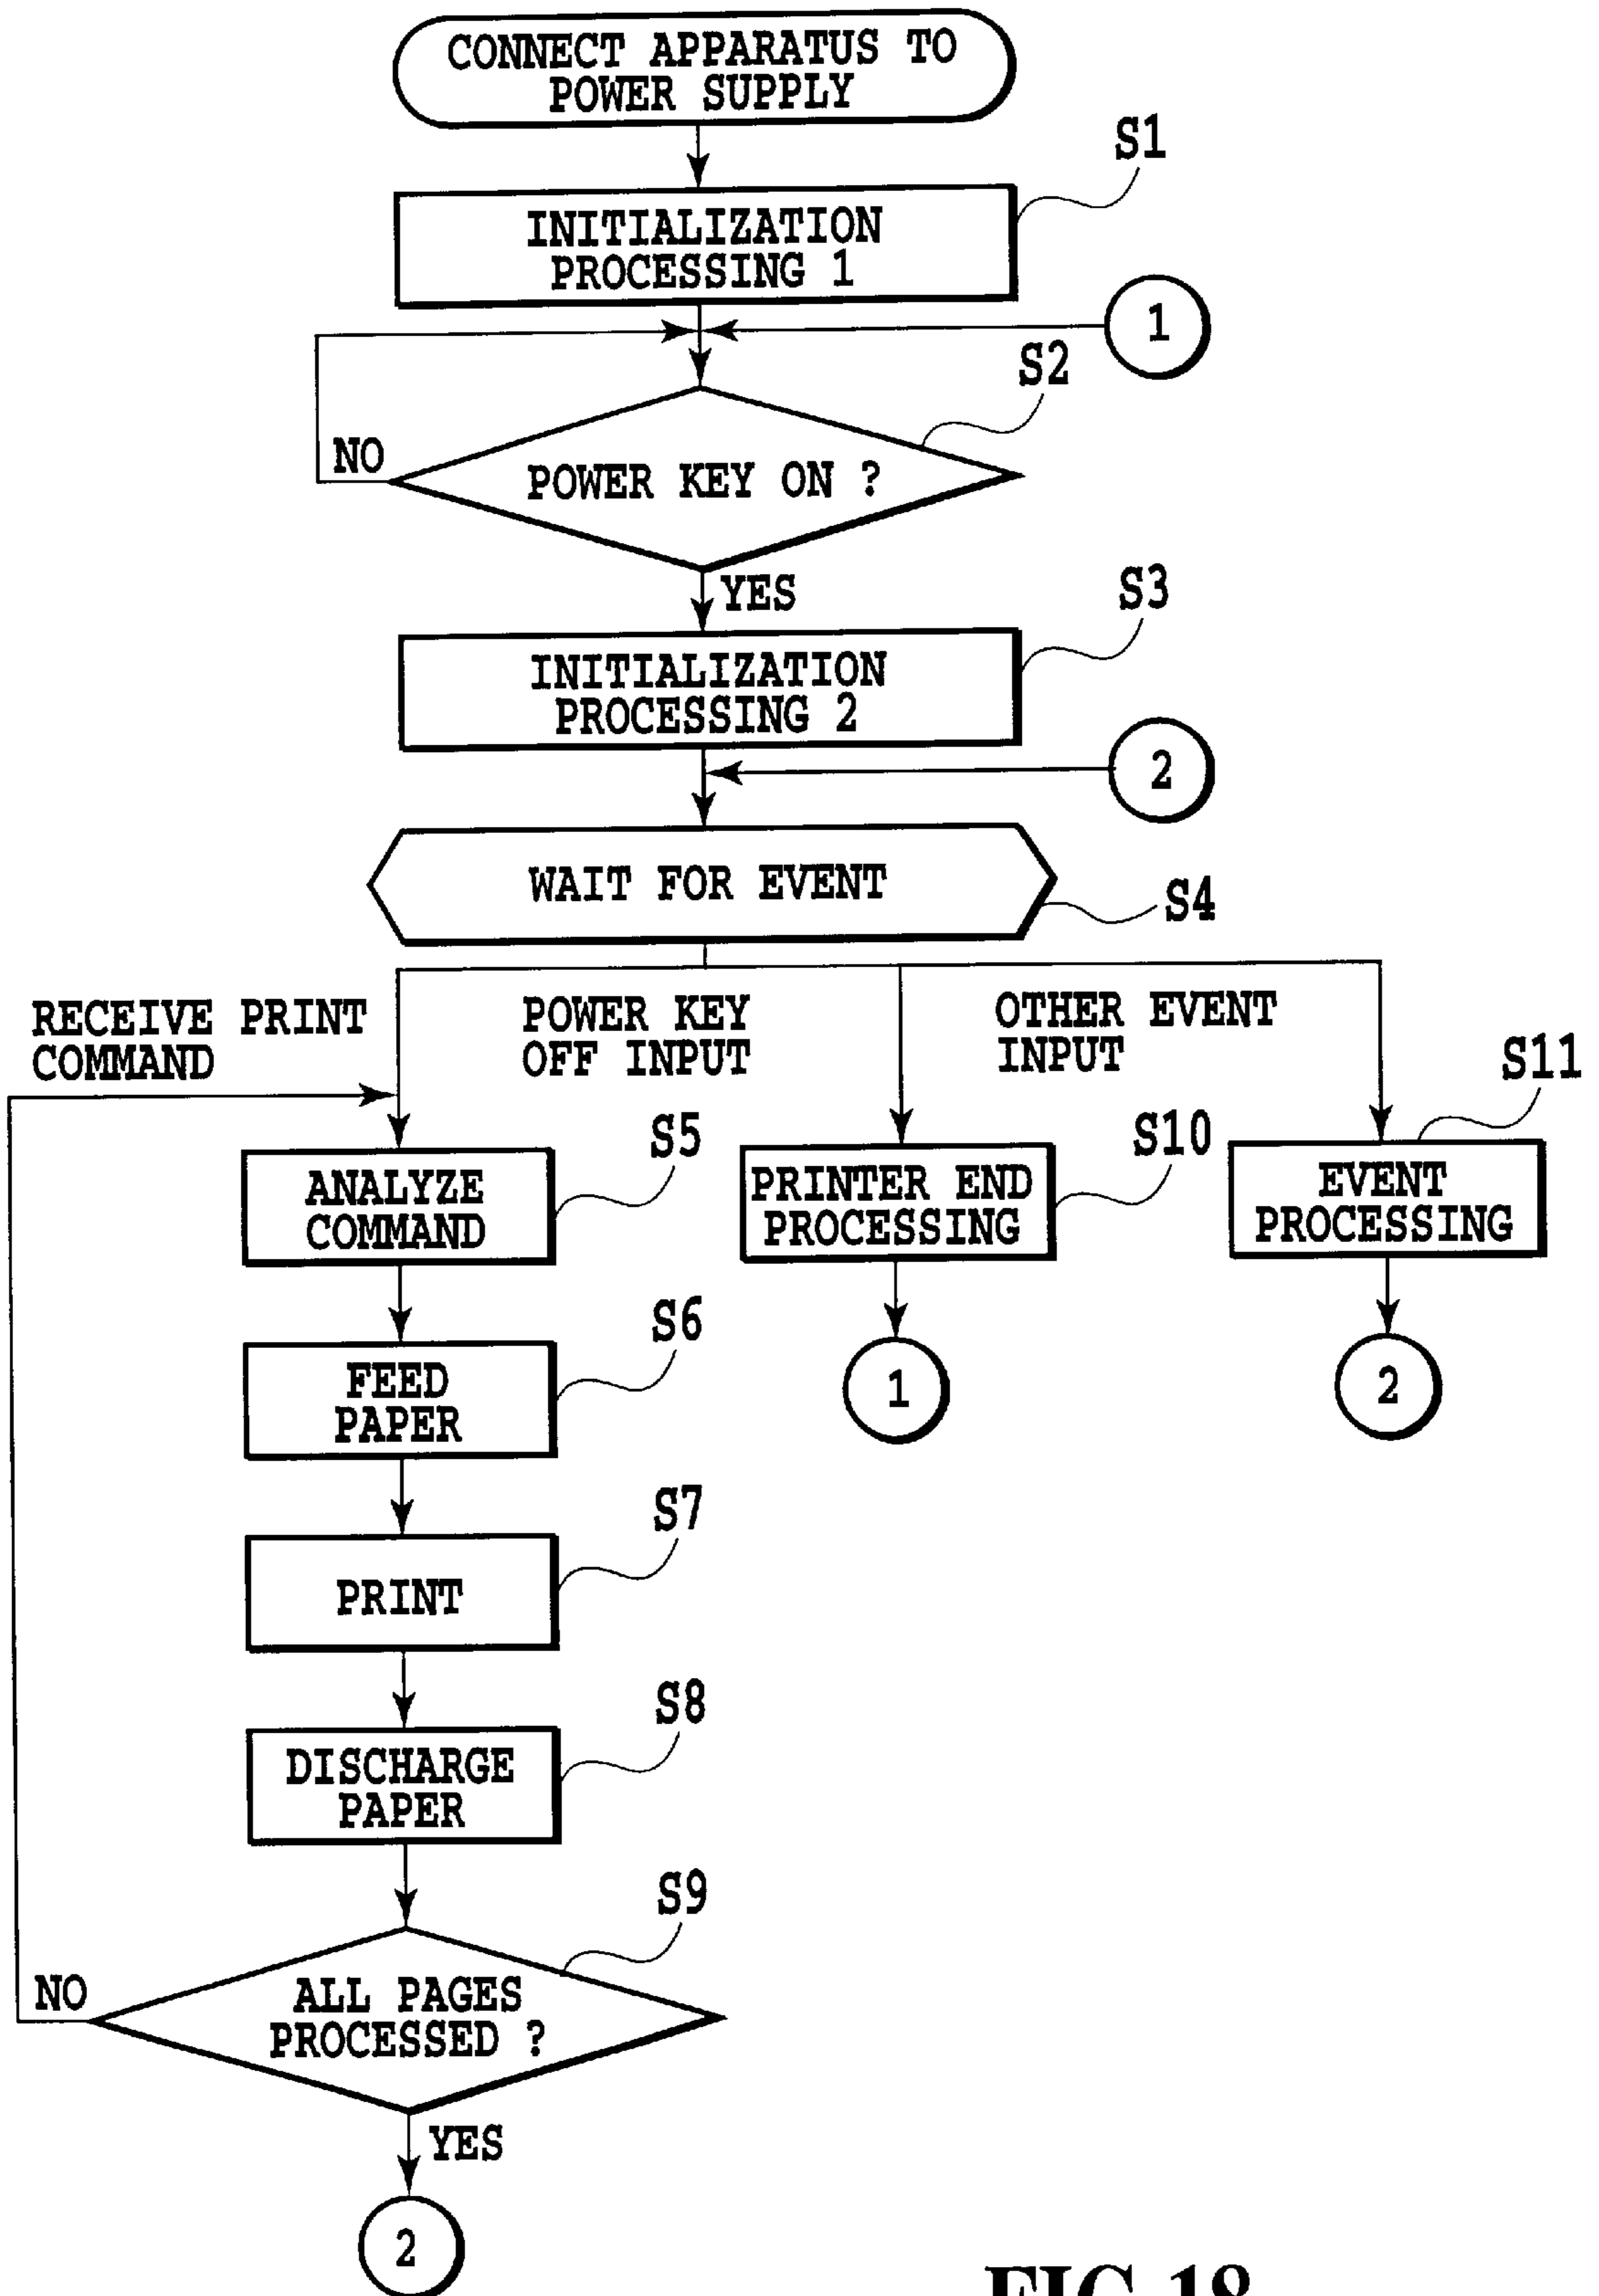 CONNECT APPARATUS TO
POWER SUPPLY
S1
INITIALIZATION
PROCESSING 1
1
S2
NO
POWER KEY ON ?
YES
S3
INITIALIZATION
PROCESSING 2
2
WAIT FOR EVENT
S4
RECEIVE PRINT
COMMAND
POWER KEY
OFF INPUT
OTHER EVENT
INPUT
S11
S5
ANALYZE
COMMAND
S10
PRINTER END
PROCESSING
EVENT
PROCESSING
1
2
S6
FEED
PAPER
S7
PRINT
S8
DISCHARGE
PAPER
S9
NO
ALL PAGES
PROCESSED ?
YES
2
FIG.18